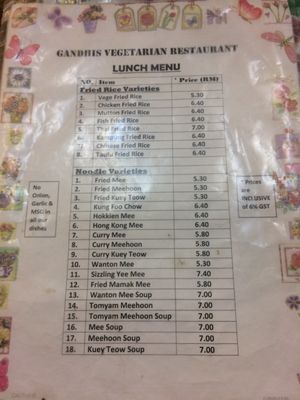 GANDHIS VEGETARIAN RESTAURANT
LUNCH MENU
NO. Item * Price (RM)
Fried Rice Varieties
1. Vege Fried Rice 5.30
2. Chicken Fried Rice 6.40
3. Mutton Fried Rice 6.40
4. Fish Fried Rice 6.40
5. Thai Fried Rice 7.00
6. Kampung Fried Rice 6.40
7. Chinese Fried Rice 6.40
8. Taufu Fried Rice 6.40
Noodle Varieties
1. Fried Mee 5.30
2. Fried Meehoon 5.30
3. Fried Kuey Teow 5.30
4. Kung Foo Chow 6.40
5. Hokkien Mee 6.40
6. Hong Kong Mee 6.40
7. Curry Mee 5.80
8. Curry Meehoon 5.80
9. Curry Kuey Teow 5.80
10. Wanton Mee 5.30
11. Sizzling Yee Mee 7.40
12. Fried Mamak Mee 5.80
13. Wanton Mee Soup 7.00
14. Tomyam Meehoon 7.00
15. Tomyam Meehoon Soup 7.00
16. Mee Soup 7.00
17. Meehoon Soup 7.00
18. Kuey Teow Soup 7.00
No
Onion,
Garlic &
MSG in
all our
dishes
* Prices
are
INCLUSIVE
of 6% GST